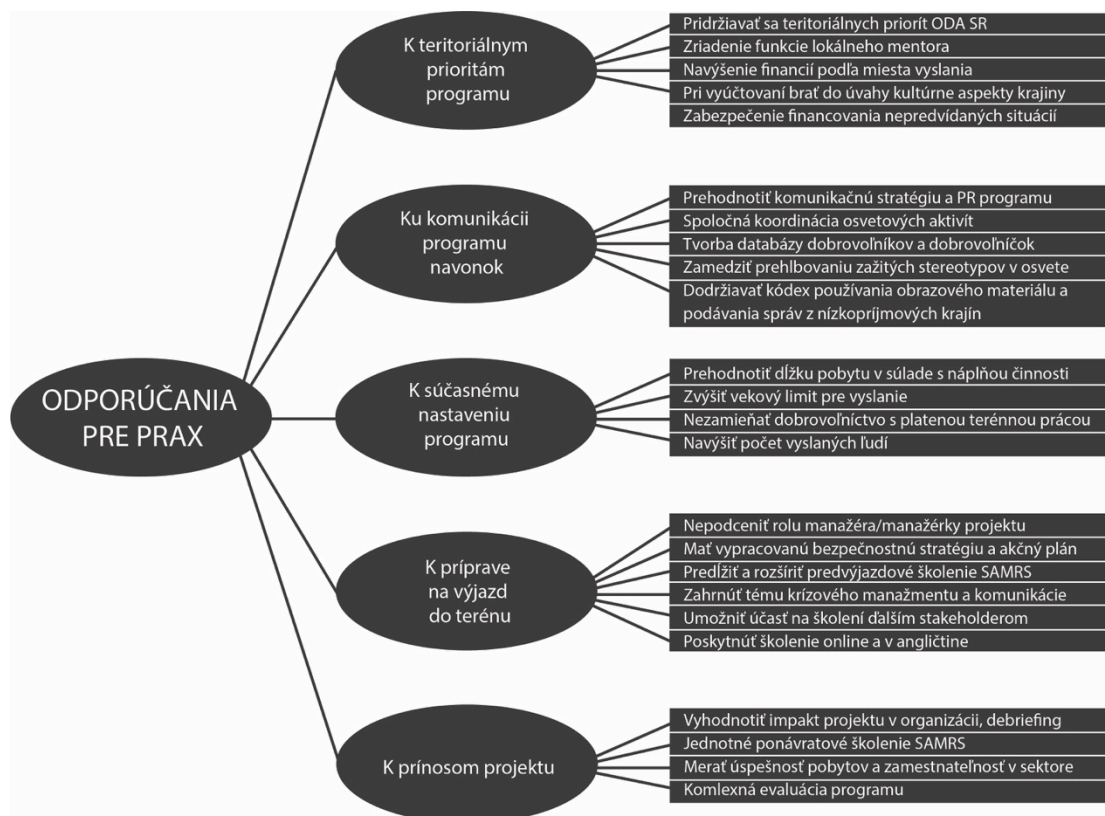 ODPORÚČANIA
PRE PRAX
K teritoriálnym
prioritám
programu
Pridržiavať sa teritoriálnych priorít ODA SR
Zriadenie funkcie lokálneho mentora
Navýšenie financií podľa miesta vyslania
Pri vyúčtovaní brať do úvahy kultúrne aspekty krajiny
Zabezpečenie financovania nepredvídaných situácií
Ku komunikácii
programu
navonok
Prehodnotiť komunikačnú stratégiu a PR programu
Spoločná koordinácia osvetových aktivít
Tvorba databázy dobrovoľníkov a dobrovoľníčok
Zamedziť prehlbovaniu zažitých stereotypov v osvete
Dodržiavať kódex používania obrazového materiálu a
podávania správ z nízkopríjmových krajín
K súčasnému
nastaveniu
programu
Prehodnotiť dĺžku pobytu v súlade s náplňou činnosti
Zvýšiť vekový limit pre vyslanie
Nezamieňať dobrovoľníctvo s platenou terénnou prácou
Navýšiť počet vyslaných ľudí
K príprave
na výjazd
do terénu
Nepodceniť rolu manažéra/manažérky projektu
Mať vypracovanú bezpečnostnú stratégiu a akčný plán
Predĺžiť a rozšíriť predvýjazdové školenie SAMRS
Zahrnúť tému krízového manažmentu a komunikácie
Umožniť účasť na školení ďalším stakeholderom
Poskytnúť školenie online a v angličtine
K prínosom projektu
Vyhodnotiť impakt projektu v organizácii, debriefing
Jednotné ponávratové školenie SAMRS
Merať úspešnosť pobytov a zamestnateľnosť v sektore
Komlexná evaluácia programu